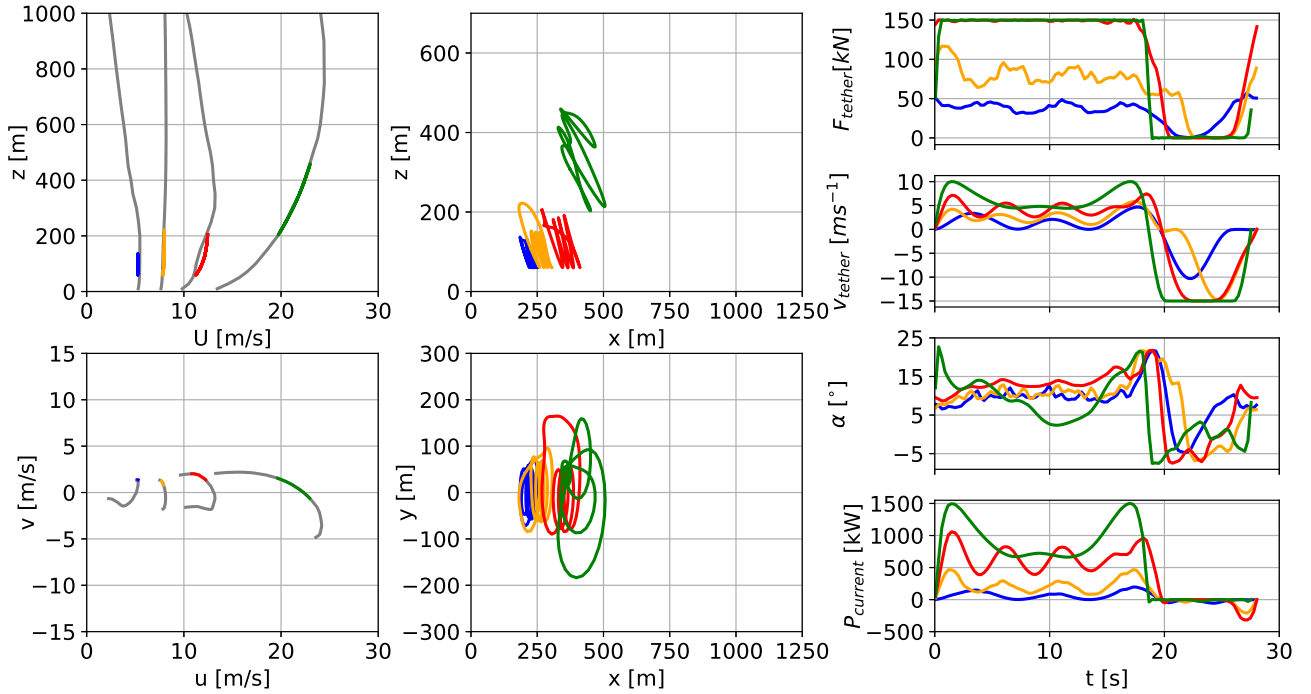 1000
800
600
400
200
0
z [m]
0 10 20 30
U [m/s]
600
400
200
0
z [m]
0 250 500 750 1000 1250
x [m]
15
10
5
0
−5
−10
−15
v [m/s]
0 10 20 30
u [m/s]
300
200
100
0
−100
−200
−300
y [m]
0 250 500 750 1000 1250
x [m]
150
100
50
0
F_tether [kN]
10
5
0
−5
−10
−15
v_tether [ms⁻¹]
25
15
5
−5
α [°]
1500
1000
500
0
−500
P_current [kW]
0 10 20 30
t [s]